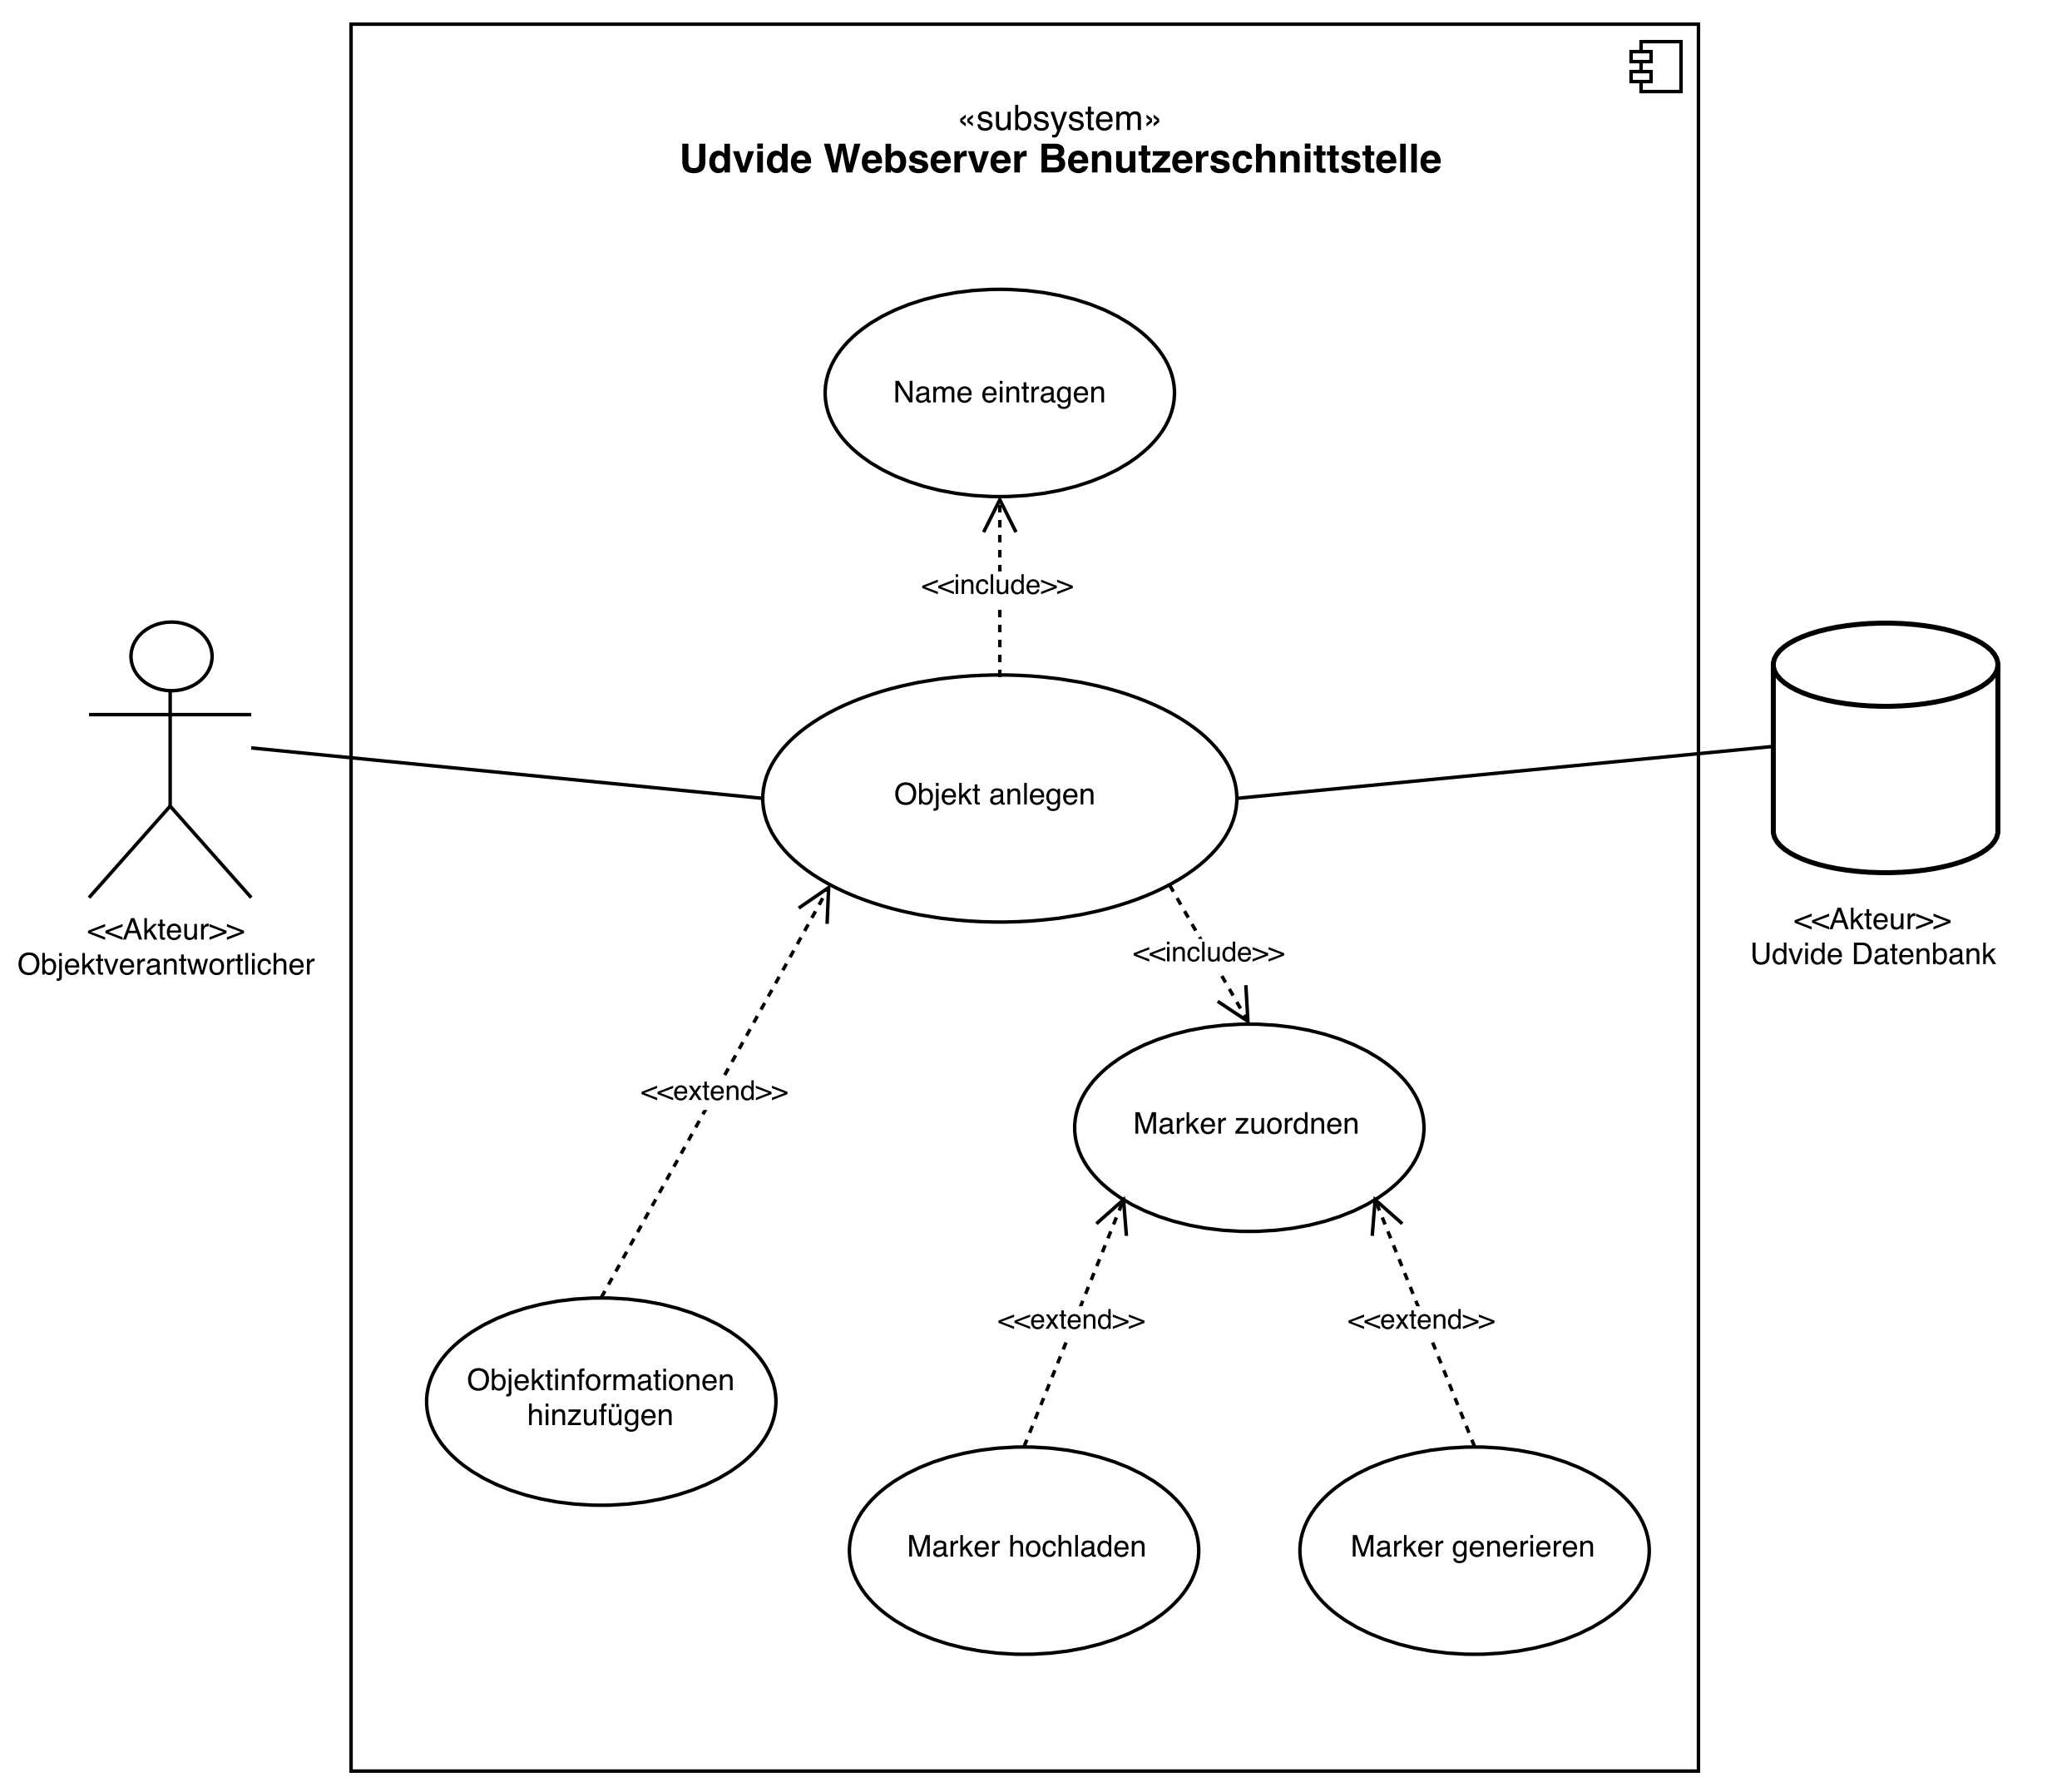 «subsystem»
Udvide Webserver Benutzerschnittstelle
Name eintragen
<<include>>
Objekt anlegen
<<Akteur>>
Objektverantwortlicher
<<Akteur>>
Udvide Datenbank
<<include>>
<<extend>>
Marker zuordnen
<<extend>>
<<extend>>
Objektinformationen
hinzufügen
Marker hochladen
Marker generieren